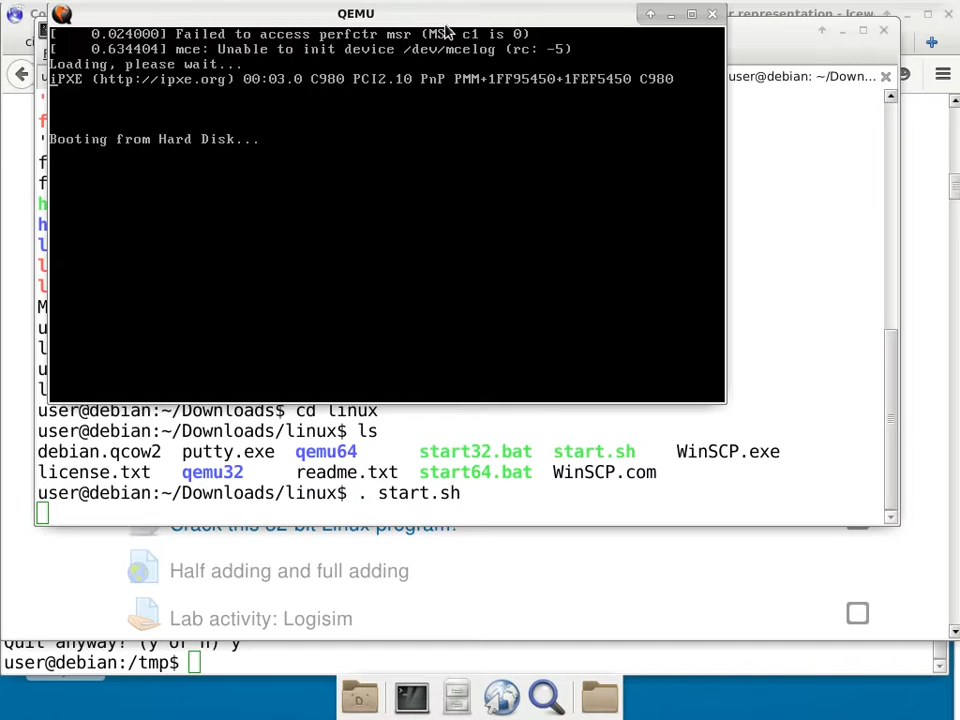 QEMU
r representation - Icew
[     0.024000] Failed to access perfctr msr (MSR c1 is 0)
[     0.634404] mce: Unable to init device /dev/mcelog (rc: -5)
Loading, please wait...
iPXE (http://ipxe.org) 00:03.0 C980 PCI2.10 PnP PMM+1FF95450+1FEF5450 C980
Booting from Hard Disk...
user@debian: ~/Down...
user@debian:~/Downloads$ cd linux
user@debian:~/Downloads/linux$ ls
debian.qcow2  putty.exe  qemu64      start32.bat  start.sh    WinSCP.exe
license.txt   qemu32     readme.txt  start64.bat  WinSCP.com
user@debian:~/Downloads/linux$ . start.sh
Crack this 32-bit Linux program!
Half adding and full adding
Lab activity: Logisim
Quit anyway? (y or n) y
user@debian:/tmp$